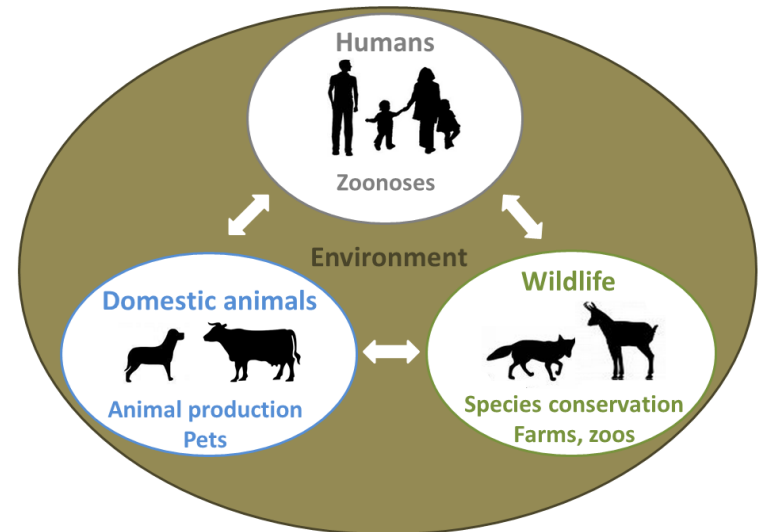 Humans
Zoonoses
Environment
Domestic animals
Animal production
Pets
Wildlife
Species conservation
Farms, zoos